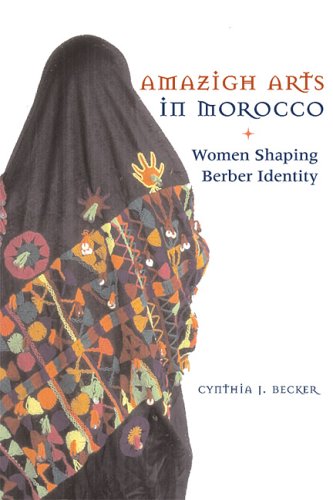 AMAZIGH ARTS
IN MOROCCO
Women Shaping
Berber Identity
CYNTHIA J. BECKER